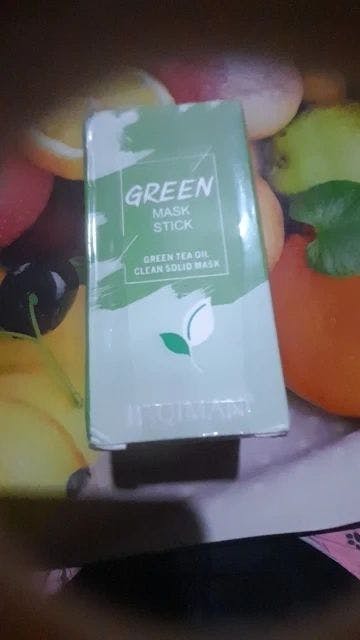 GREEN
MASK
STICK
GREEN TEA OIL
CLEAN SOLID MASK